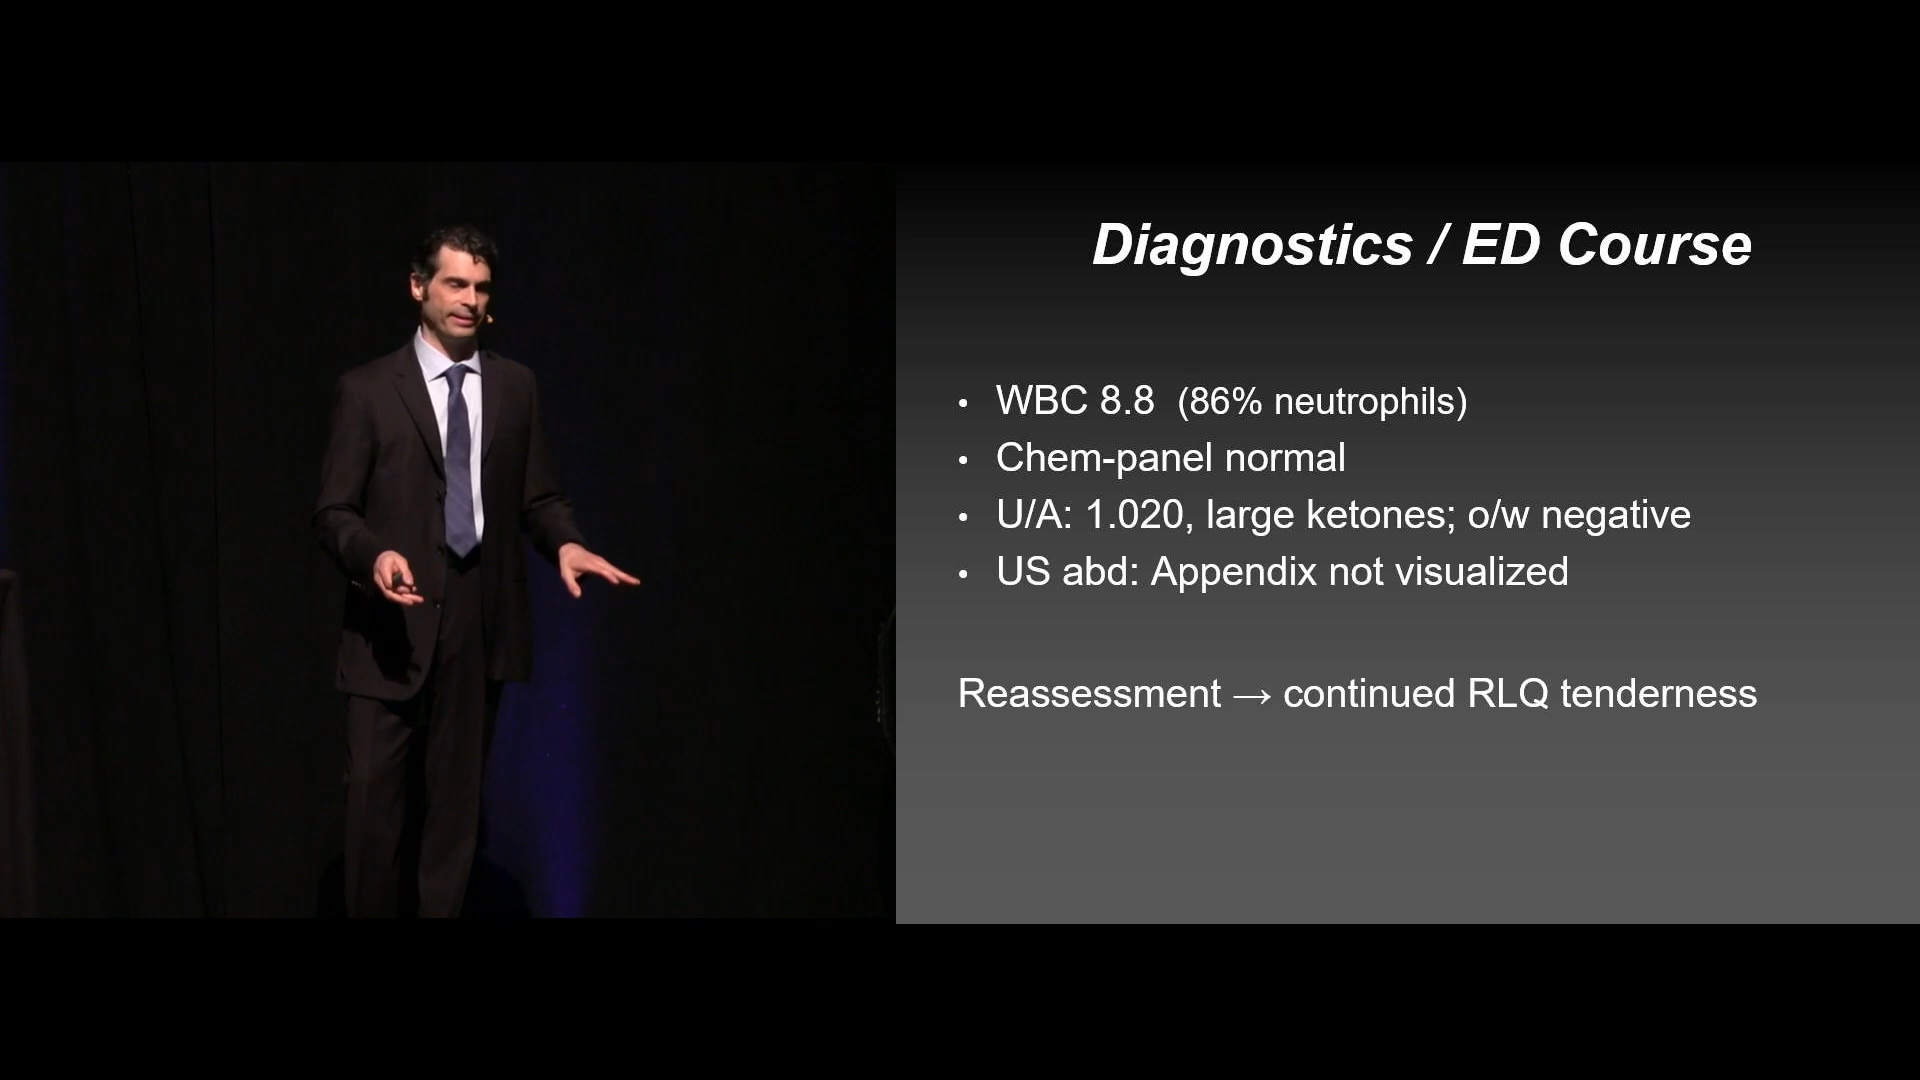 Diagnostics / ED Course
• WBC 8.8 (86% neutrophils)
• Chem-panel normal
• U/A: 1.020, large ketones; o/w negative
• US abd: Appendix not visualized
Reassessment → continued RLQ tenderness